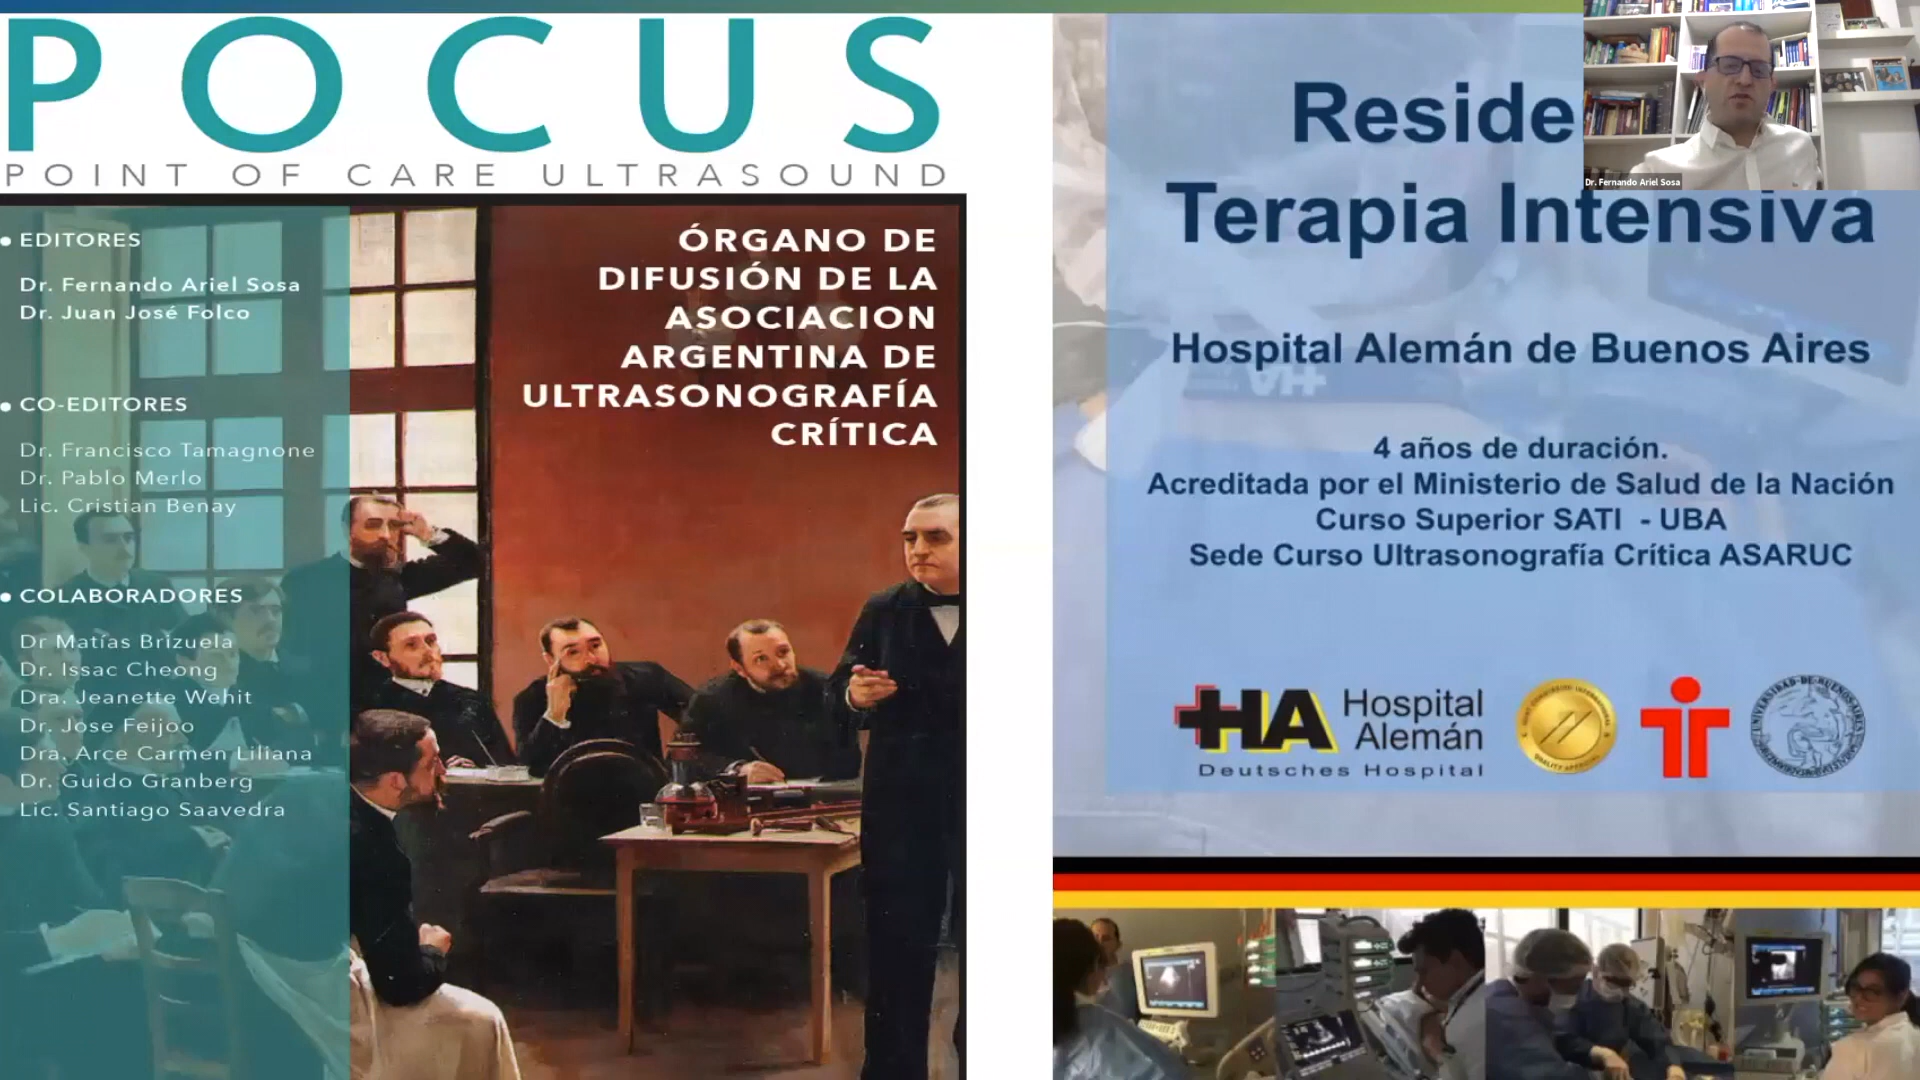 POCUS
POINT OF CARE ULTRASOUND
• EDITORES
Dr. Fernando Ariel Sosa
Dr. Juan José Folco
• CO-EDITORES
Dr. Francisco Tamagnone
Dr. Pablo Merlo
Lic. Cristian Benay
• COLABORADORES
Dr Matías Brizuela
Dr. Issac Cheong
Dra. Jeanette Wehit
Dr. Jose Feijoo
Dra. Arce Carmen Liliana
Dr. Guido Granberg
Lic. Santiago Saavedra
ÓRGANO DE
DIFUSIÓN DE LA
ASOCIACION
ARGENTINA DE
ULTRASONOGRAFÍA
CRÍTICA
Reside
Terapia Intensiva
Hospital Alemán de Buenos Aires
4 años de duración.
Acreditada por el Ministerio de Salud de la Nación
Curso Superior SATI - UBA
Sede Curso Ultrasonografía Crítica ASARUC
HA Hospital
Alemán
Deutsches Hospital
UNIVERSIDAD DE BUENOS AIRES
Dr. Fernando Ariel Sosa